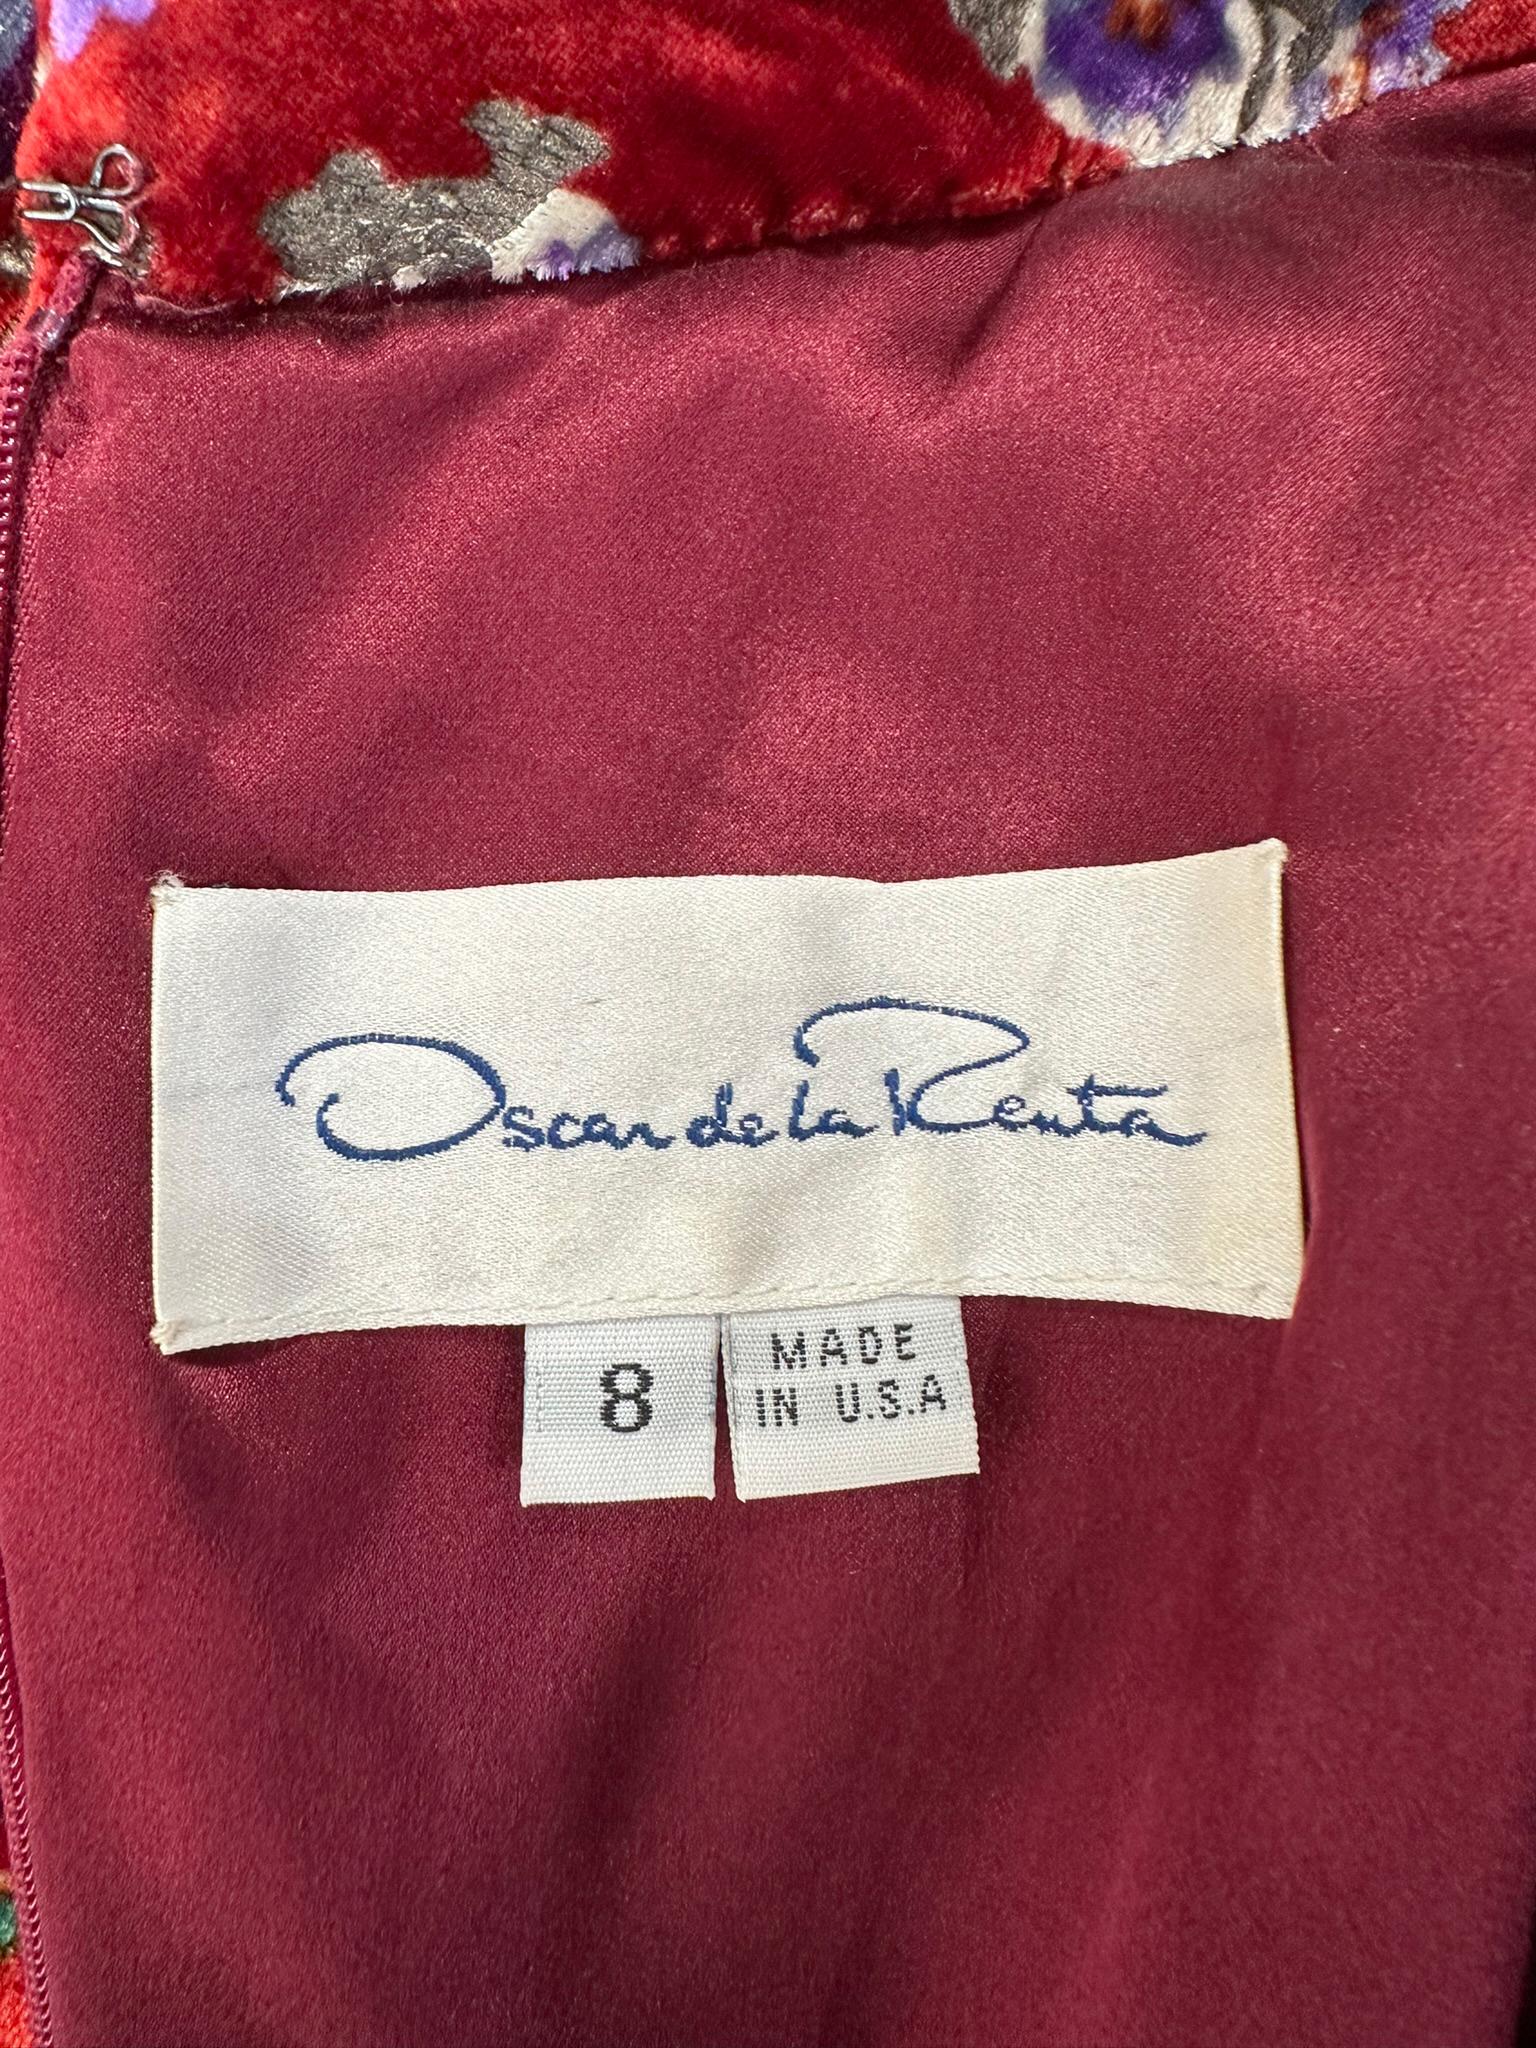 Oscar de la Renta
8
MADE
IN U.S.A